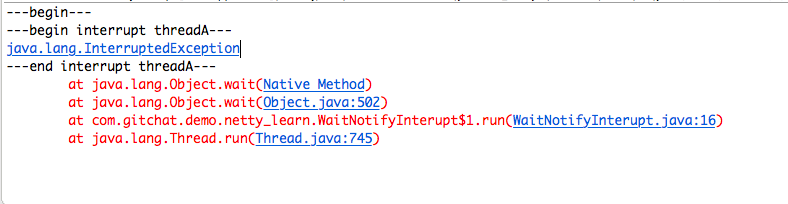 ---begin---
---begin interrupt threadA---
java.lang.InterruptedException
---end interrupt threadA---
at java.lang.Object.wait(Native Method)
at java.lang.Object.wait(Object.java:502)
at com.gitchat.demo.netty_learn.WaitNotifyInterupt$1.run(WaitNotifyInterupt.java:16)
at java.lang.Thread.run(Thread.java:745)